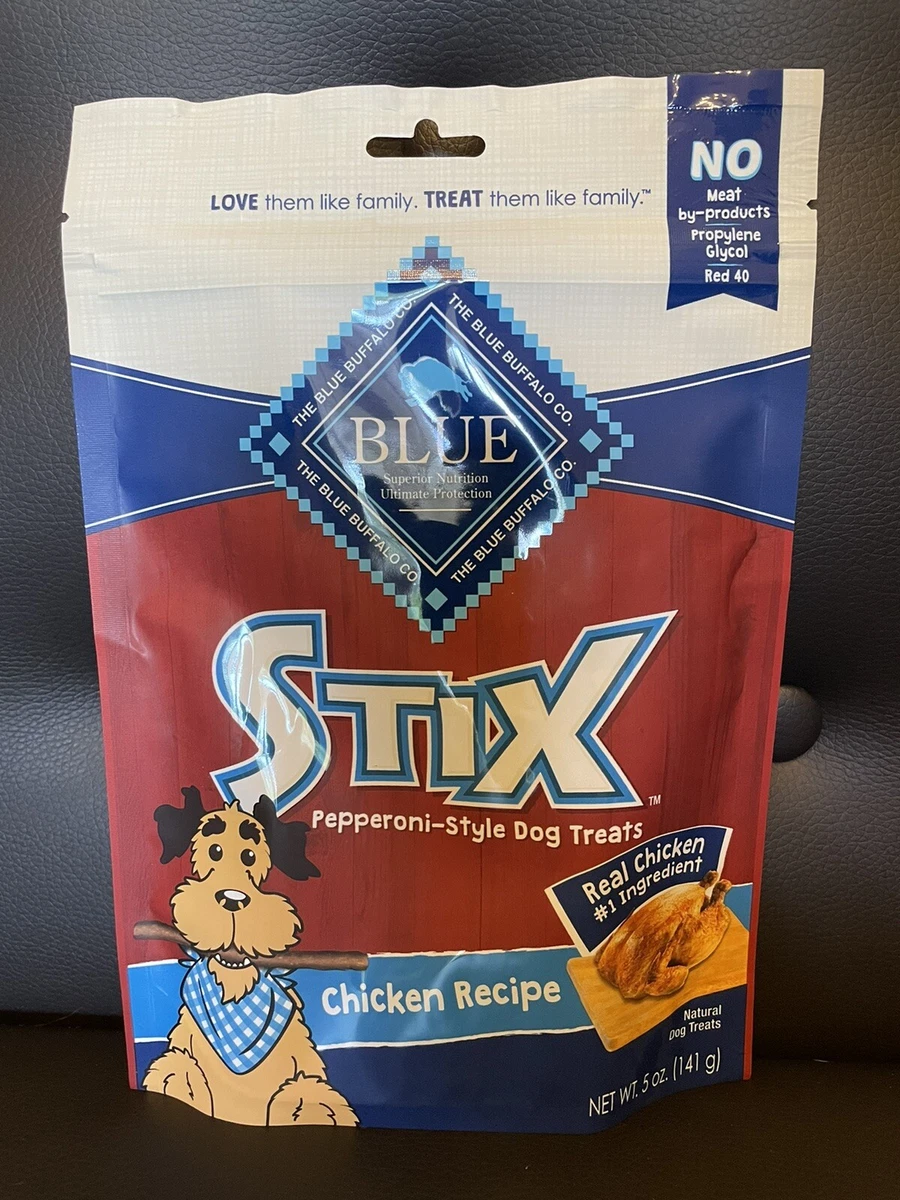 LOVE them like family. TREAT them like family.™
NO
Meat
by-products
Propylene
Glycol
Red 40
THE BLUE BUFFALO CO.
THE BLUE BUFFALO CO.
BLUE
Superior Nutrition
Ultimate Protection
THE BLUE BUFFALO CO.
THE BLUE BUFFALO CO.
STIX™
Pepperoni-Style Dog Treats
Real Chicken
#1 Ingredient
Chicken Recipe
Natural
Dog Treats
NET WT. 5 oz. (141 g)